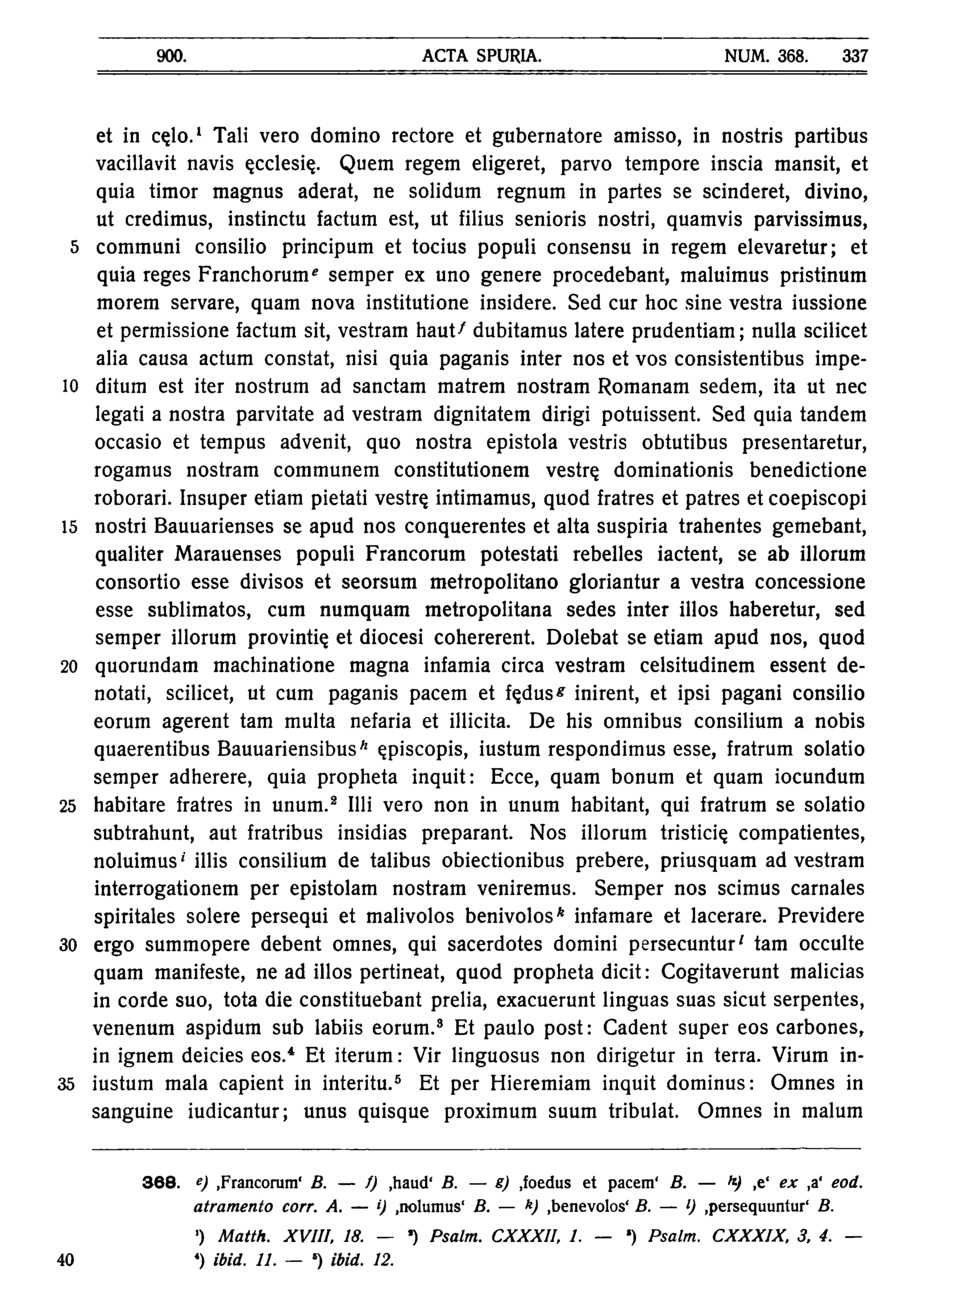 900. ACTA SPURIA. NUM. 368. 337
et in cęlo.¹ Tali vero domino rectore et gubernatore amisso, in nostris partibus
vacillavit navis ęcclesię. Quem regem eligeret, parvo tempore inscia mansit, et
quia timor magnus aderat, ne solidum regnum in partes se scinderet, divino,
ut credimus, instinctu factum est, ut filius senioris nostri, quamvis parvissimus,
5 communi consilio principum et tocius populi consensu in regem elevaretur; et
quia reges Franchorumᵉ semper ex uno genere procedebant, maluimus pristinum
morem servare, quam nova institutione insidere. Sed cur hoc sine vestra iussione
et permissione factum sit, vestram hautᶠ dubitamus latere prudentiam; nulla scilicet
alia causa actum constat, nisi quia paganis inter nos et vos consistentibus impe-
10 ditum est iter nostrum ad sanctam matrem nostram Romanam sedem, ita ut nec
legati a nostra parvitate ad vestram dignitatem dirigi potuissent. Sed quia tandem
occasio et tempus advenit, quo nostra epistola vestris obtutibus presentaretur,
rogamus nostram communem constitutionem vestrę dominationis benedictione
roborari. Insuper etiam pietati vestrę intimamus, quod fratres et patres et coepiscopi
15 nostri Bauuarienses se apud nos conquerentes et alta suspiria trahentes gemebant,
qualiter Marauenses populi Francorum potestati rebelles iactent, se ab illorum
consortio esse divisos et seorsum metropolitano gloriantur a vestra concessione
esse sublimatos, cum numquam metropolitana sedes inter illos haberetur, sed
semper illorum provintię et diocesi cohererent. Dolebat se etiam apud nos, quod
20 quorundam machinatione magna infamia circa vestram celsitudinem essent de-
notati, scilicet, ut cum paganis pacem et fędusᵍ inirent, et ipsi pagani consilio
eorum agerent tam multa nefaria et illicita. De his omnibus consilium a nobis
quaerentibus Bauuariensibusʰ ępiscopis, iustum respondimus esse, fratrum solatio
semper adherere, quia propheta inquit: Ecce, quam bonum et quam iocundum
25 habitare fratres in unum.² Illi vero non in unum habitant, qui fratrum se solatio
subtrahunt, aut fratribus insidias preparant. Nos illorum tristicię compatientes,
noluimusⁱ illis consilium de talibus obiectionibus prebere, priusquam ad vestram
interrogationem per epistolam nostram veniremus. Semper nos scimus carnales
spiritales solere persequi et malivolos benivolosᵏ infamare et lacerare. Previdere
30 ergo summopere debent omnes, qui sacerdotes domini persecunturˡ tam occulte
quam manifeste, ne ad illos pertineat, quod propheta dicit: Cogitaverunt malicias
in corde suo, tota die constituebant prelia, exacuerunt linguas suas sicut serpentes,
venenum aspidum sub labiis eorum.³ Et paulo post: Cadent super eos carbones,
in ignem deicies eos.⁴ Et iterum: Vir linguosus non dirigetur in terra. Virum in-
35 iustum mala capient in interitu.⁵ Et per Hieremiam inquit dominus: Omnes in
sanguine iudicantur; unus quisque proximum suum tribulat. Omnes in malum
368. e) ‚Francorum‘ B. — f) ‚haud‘ B. — g) ‚foedus et pacem‘ B. — h) ‚e‘ ex ‚a‘ eod.
atramento corr. A. — i) ‚nolumus‘ B. — k) ‚benevolos‘ B. — l) ‚persequuntur‘ B.
¹) Matth. XVIII, 18. — ²) Psalm. CXXXII, 1. — ³) Psalm. CXXXIX, 3, 4. —
40 ⁴) ibid. 11. — ⁵) ibid. 12.